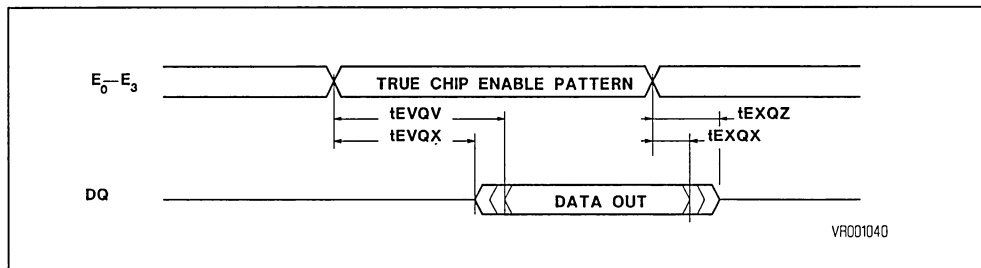 E0—E3
TRUE CHIP ENABLE PATTERN
tEVQV
tEXQZ
tEVQX
tEXQX
DQ
DATA OUT
VR001040